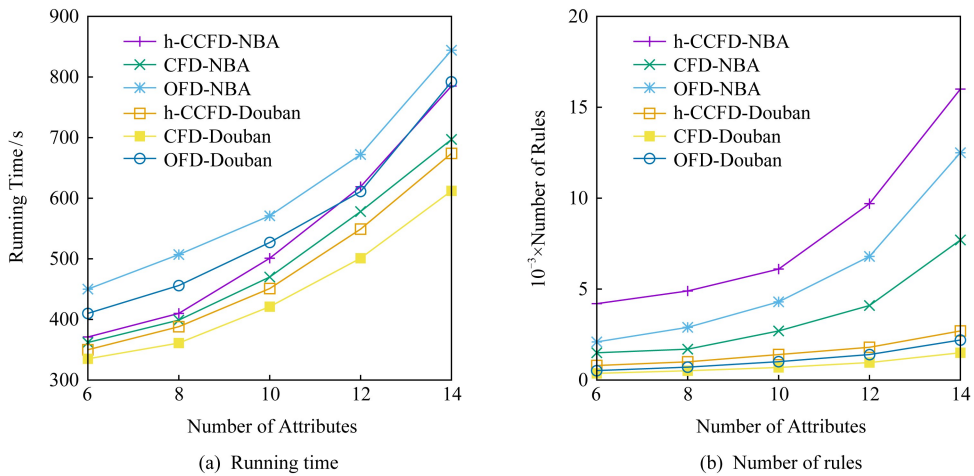 900
800
700
600
500
400
300
Running Time/s
h-CCFD-NBA
CFD-NBA
OFD-NBA
h-CCFD-Douban
CFD-Douban
OFD-Douban
6 8 10 12 14
Number of Attributes
(a) Running time
20
15
10
5
0
10⁻³×Number of Rules
h-CCFD-NBA
CFD-NBA
OFD-NBA
h-CCFD-Douban
CFD-Douban
OFD-Douban
6 8 10 12 14
Number of Attributes
(b) Number of rules